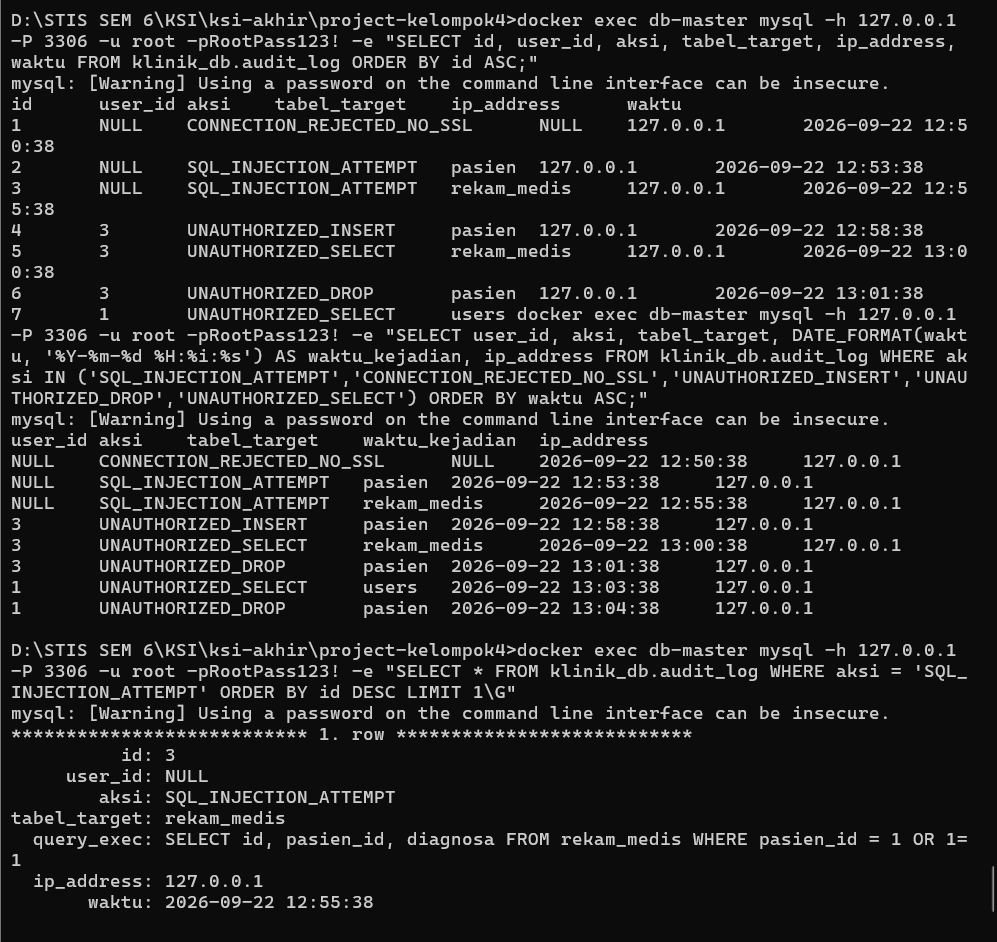 D:\STIS SEM 6\KSI\ksi-akhir\project-kelompok4>docker exec db-master mysql -h 127.0.0.1
-P 3306 -u root -pRootPass123! -e "SELECT id, user_id, aksi, tabel_target, ip_address,
waktu FROM klinik_db.audit_log ORDER BY id ASC;"
mysql: [Warning] Using a password on the command line interface can be insecure.
id      user_id aksi    tabel_target    ip_address      waktu
1       NULL    CONNECTION_REJECTED_NO_SSL      NULL    127.0.0.1       2026-09-22 12:5
0:38
2       NULL    SQL_INJECTION_ATTEMPT   pasien  127.0.0.1       2026-09-22 12:53:38
3       NULL    SQL_INJECTION_ATTEMPT   rekam_medis     127.0.0.1       2026-09-22 12:5
5:38
4       3       UNAUTHORIZED_INSERT     pasien  127.0.0.1       2026-09-22 12:58:38
5       3       UNAUTHORIZED_SELECT     rekam_medis     127.0.0.1       2026-09-22 13:0
0:38
6       3       UNAUTHORIZED_DROP       pasien  127.0.0.1       2026-09-22 13:01:38
7       1       UNAUTHORIZED_SELECT     users docker exec db-master mysql -h 127.0.0.1
-P 3306 -u root -pRootPass123! -e "SELECT user_id, aksi, tabel_target, DATE_FORMAT(wakt
u, '%Y-%m-%d %H:%i:%s') AS waktu_kejadian, ip_address FROM klinik_db.audit_log WHERE ak
si IN ('SQL_INJECTION_ATTEMPT','CONNECTION_REJECTED_NO_SSL','UNAUTHORIZED_INSERT','UNAU
THORIZED_DROP','UNAUTHORIZED_SELECT') ORDER BY waktu ASC;"
mysql: [Warning] Using a password on the command line interface can be insecure.
user_id aksi    tabel_target    waktu_kejadian  ip_address
NULL    CONNECTION_REJECTED_NO_SSL      NULL    2026-09-22 12:50:38     127.0.0.1
NULL    SQL_INJECTION_ATTEMPT   pasien  2026-09-22 12:53:38     127.0.0.1
NULL    SQL_INJECTION_ATTEMPT   rekam_medis     2026-09-22 12:55:38     127.0.0.1
3       UNAUTHORIZED_INSERT     pasien  2026-09-22 12:58:38     127.0.0.1
3       UNAUTHORIZED_SELECT     rekam_medis     2026-09-22 13:00:38     127.0.0.1
3       UNAUTHORIZED_DROP       pasien  2026-09-22 13:01:38     127.0.0.1
1       UNAUTHORIZED_SELECT     users   2026-09-22 13:03:38     127.0.0.1
1       UNAUTHORIZED_DROP       pasien  2026-09-22 13:04:38     127.0.0.1
D:\STIS SEM 6\KSI\ksi-akhir\project-kelompok4>docker exec db-master mysql -h 127.0.0.1
-P 3306 -u root -pRootPass123! -e "SELECT * FROM klinik_db.audit_log WHERE aksi = 'SQL_
INJECTION_ATTEMPT' ORDER BY id DESC LIMIT 1\G"
mysql: [Warning] Using a password on the command line interface can be insecure.
*************************** 1. row ***************************
id: 3
user_id: NULL
aksi: SQL_INJECTION_ATTEMPT
tabel_target: rekam_medis
query_exec: SELECT id, pasien_id, diagnosa FROM rekam_medis WHERE pasien_id = 1 OR 1=
1
ip_address: 127.0.0.1
waktu: 2026-09-22 12:55:38